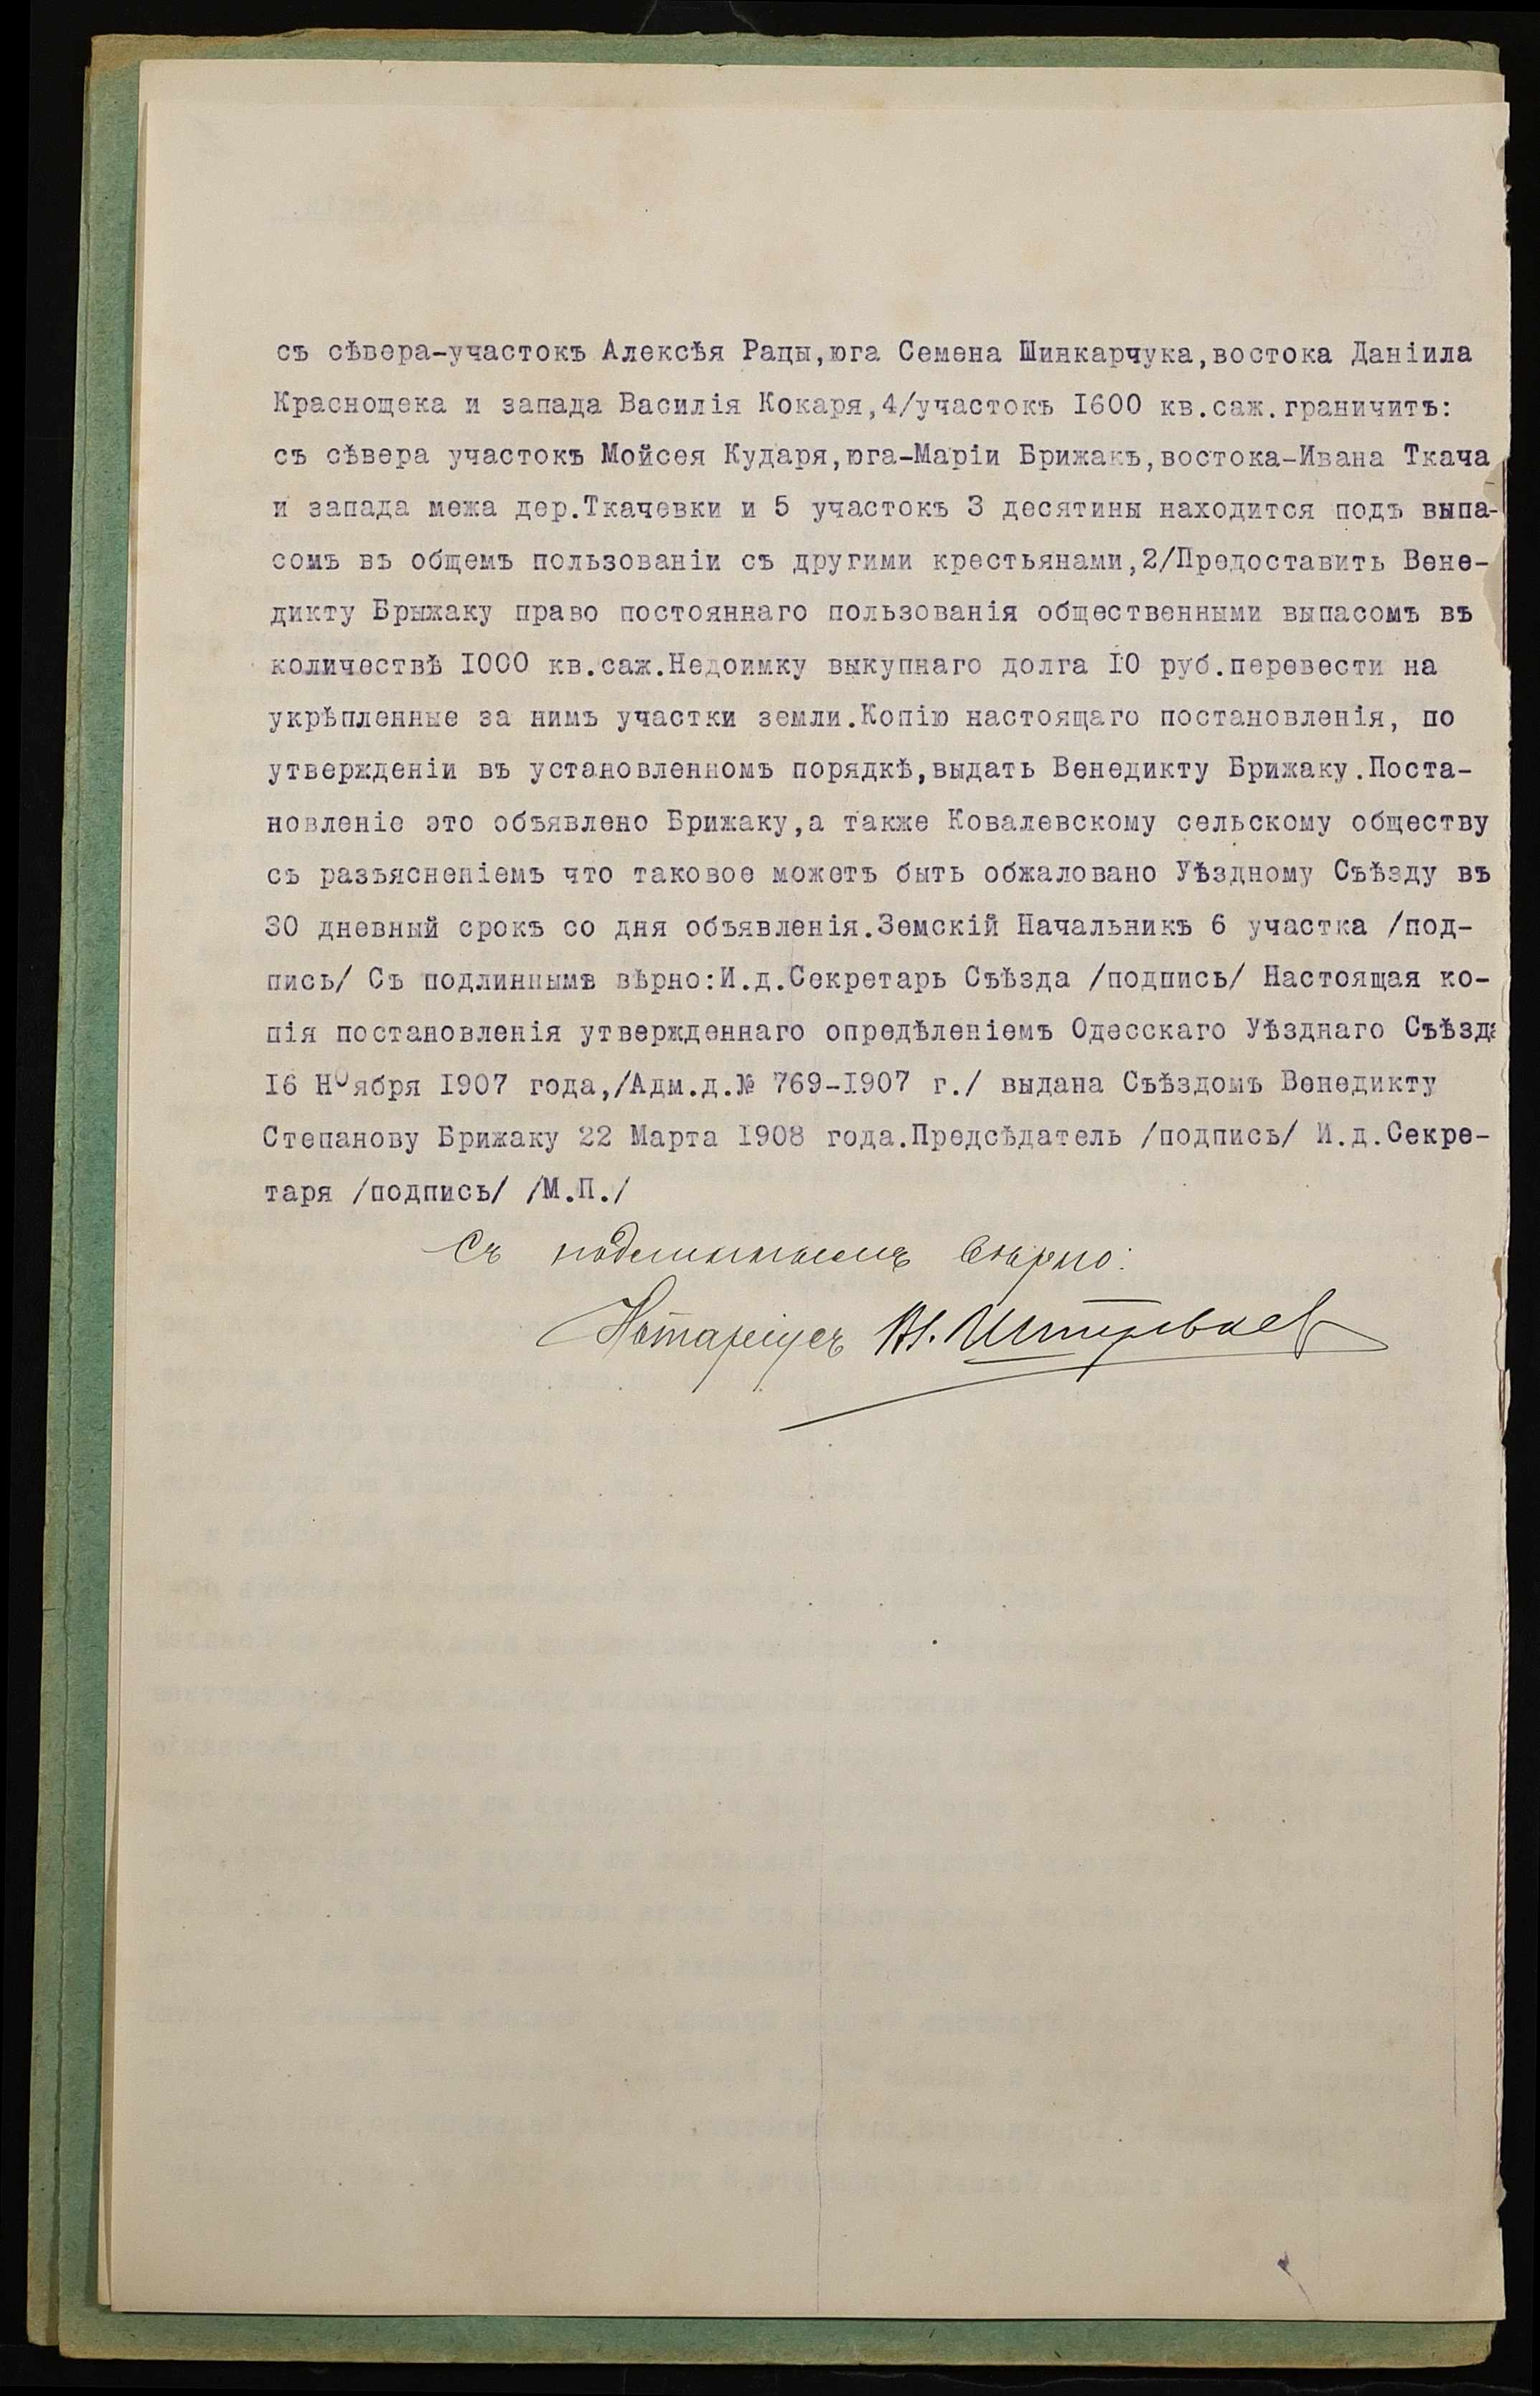 съ сѣвера-участокъ Алексѣя Рацы,юга Семена Шинкарчука,востока Даніила
Краснощека и запада Василія Кокаря,4/участокъ I600 кв.саж.граничитъ:
съ сѣвера участокъ Мойсея Кударя,юга-Маріи Брижакъ,востока-Ивана Ткача
и запада межа дер.Ткачевки и 5 участокъ 3 десятины находится подъ выпа-
сомъ въ общемъ пользованіи съ другими крестьянами,2/Предоставить Вене-
дикту Брыжаку право постояннаго пользованія общественными выпасомъ въ
количествѣ I000 кв.саж.Недоимку выкупнаго долга I0 руб.перевести на
укрѣпленные за нимъ участки земли.Копію настоящаго постановленія, по
утвержденіи въ установленномъ порядкѣ,выдать Венедикту Брижаку.Поста-
новленіе это объявлено Брижаку,а также Ковалевскому сельскому обществу
съ разъясненіемъ что таковое можетъ быть обжаловано Уѣздному Съѣзду въ
30 дневный срокъ со дня объявленія.Земскій Начальникъ 6 участка /под-
пись/ Съ подлиннымъ вѣрно:И.д.Секретарь Съѣзда /подпись/ Настоящая ко-
пія постановленія утвержденнаго опредѣленіемъ Одесскаго Уѣзднаго Съѣзда
I6 Ноября I907 года,/Адм.д.№ 769-I907 г./ выдана Съѣздомъ Венедикту
Степанову Брижаку 22 Марта I908 года.Предсѣдатель /подпись/ И.д.Секре-
таря /подпись/ /М.П./
Съ подлиннымъ вѣрно:
Нотаріусъ